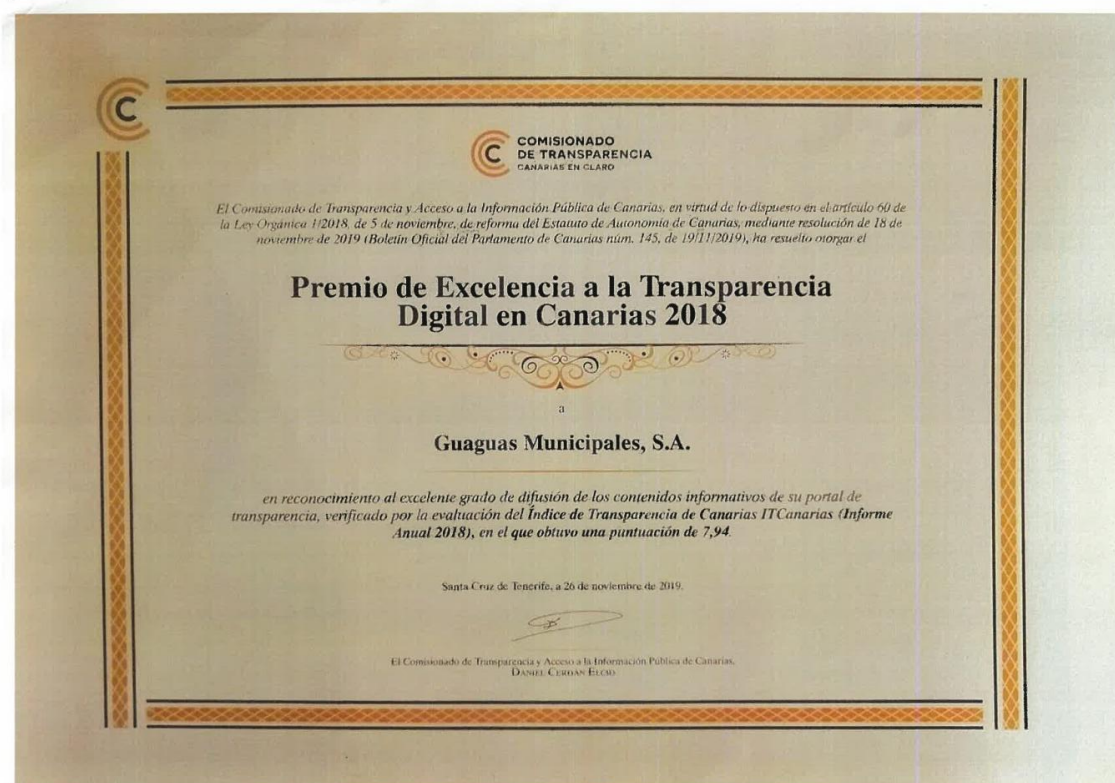 C
C
COMISIONADO
DE TRANSPARENCIA
CANARIAS EN CLARO
El Comisionado de Transparencia y Acceso a la Información Pública de Canarias, en virtud de lo dispuesto en el artículo 60 de
la Ley Orgánica 1/2018, de 5 de noviembre, de reforma del Estatuto de Autonomía de Canarias, mediante resolución de 18 de
noviembre de 2019 (Boletín Oficial del Parlamento de Canarias núm. 145, de 19/11/2019), ha resuelto otorgar el
Premio de Excelencia a la Transparencia
Digital en Canarias 2018
a
Guaguas Municipales, S.A.
en reconocimiento al excelente grado de difusión de los contenidos informativos de su portal de
transparencia, verificado por la evaluación del Índice de Transparencia de Canarias ITCanarias (Informe
Anual 2018), en el que obtuvo una puntuación de 7,94.
Santa Cruz de Tenerife, a 26 de noviembre de 2019.
El Comisionado de Transparencia y Acceso a la Información Pública de Canarias,
DANIEL CERDÁN ELCID